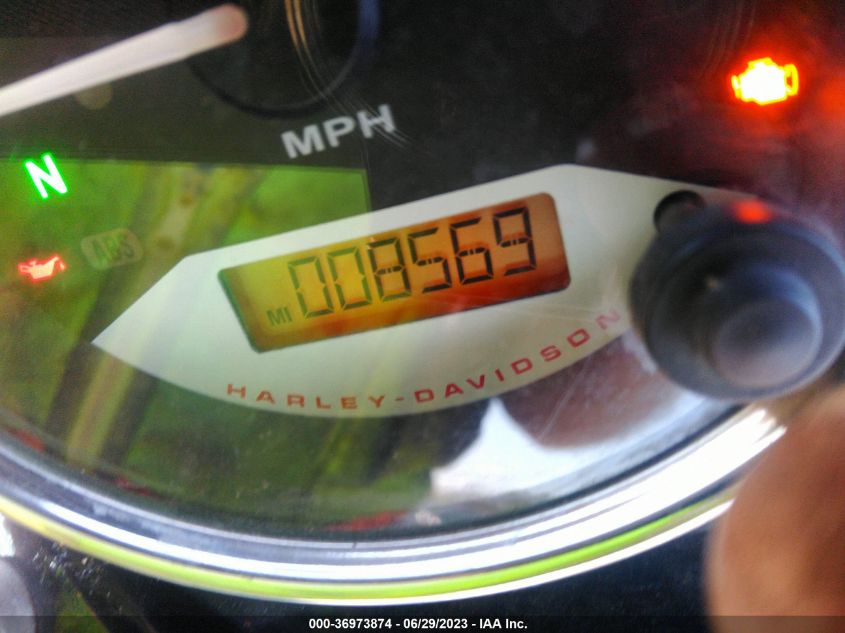 MPH
N
ABS
MI 008569
HARLEY-DAVIDSON
000-36973874 - 06/29/2023 - IAA Inc.